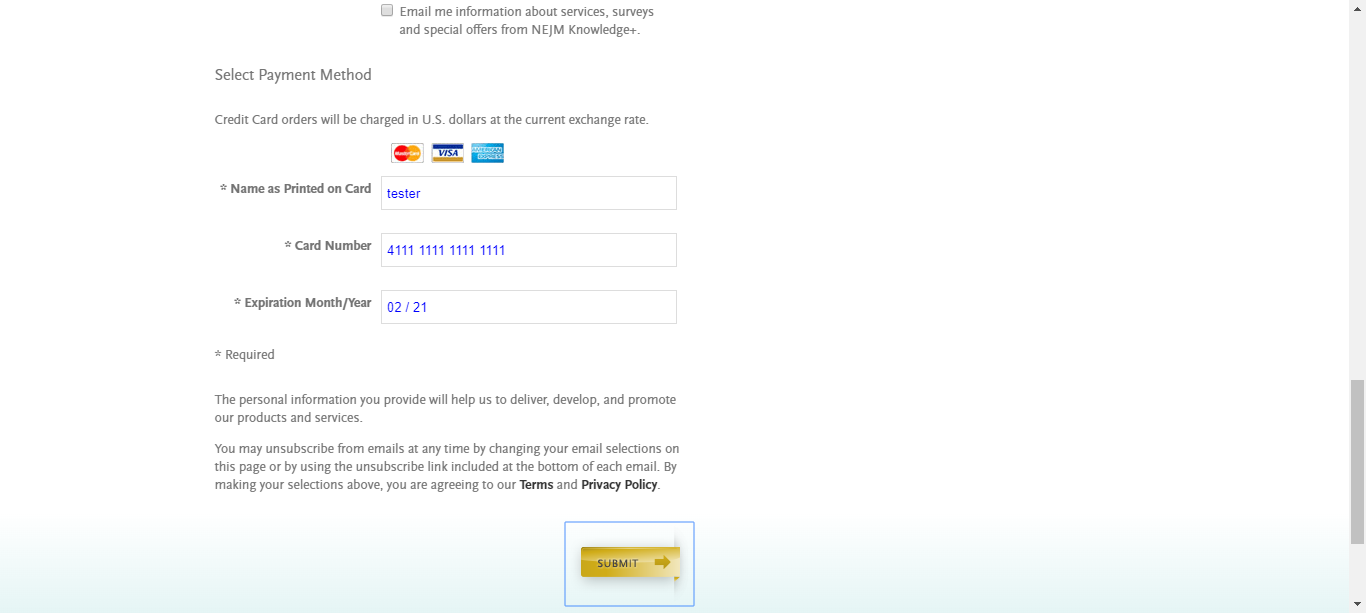 Email me information about services, surveys
and special offers from NEJM Knowledge+.
Select Payment Method
Credit Card orders will be charged in U.S. dollars at the current exchange rate.
MasterCard VISA AMERICAN EXPRESS
* Name as Printed on Card tester
* Card Number 4111 1111 1111 1111
* Expiration Month/Year 02 / 21
* Required
The personal information you provide will help us to deliver, develop, and promote
our products and services.
You may unsubscribe from emails at any time by changing your email selections on
this page or by using the unsubscribe link included at the bottom of each email. By
making your selections above, you are agreeing to our Terms and Privacy Policy.
SUBMIT